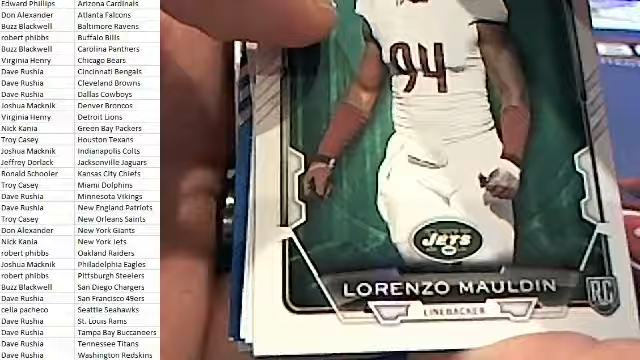 Edward Phillips Arizona Cardinals
Don Alexander Atlanta Falcons
Buzz Blackwell Baltimore Ravens
robert phibbs Buffalo Bills
Buzz Blackwell Carolina Panthers
Virginia Henry Chicago Bears
Dave Rushia Cincinnati Bengals
Dave Rushia Cleveland Browns
Dave Rushia Dallas Cowboys
Joshua Macknik Denver Broncos
Virginia Henry Detroit Lions
Nick Kania Green Bay Packers
Troy Casey Houston Texans
Joshua Macknik Indianapolis Colts
Jeffrey Dorlack Jacksonville Jaguars
Ronald Schooler Kansas City Chiefs
Troy Casey Miami Dolphins
Dave Rushia Minnesota Vikings
Dave Rushia New England Patriots
Troy Casey New Orleans Saints
Don Alexander New York Giants
Nick Kania New York Jets
robert phibbs Oakland Raiders
Joshua Macknik Philadelphia Eagles
robert phibbs Pittsburgh Steelers
Buzz Blackwell San Diego Chargers
Dave Rushia San Francisco 49ers
celia pacheco Seattle Seahawks
Dave Rushia St. Louis Rams
Dave Rushia Tampa Bay Buccaneers
Dave Rushia Tennessee Titans
Dave Rushia Washington Redskins
94
JETS
LORENZO MAULDIN
RC
LINEBACKER